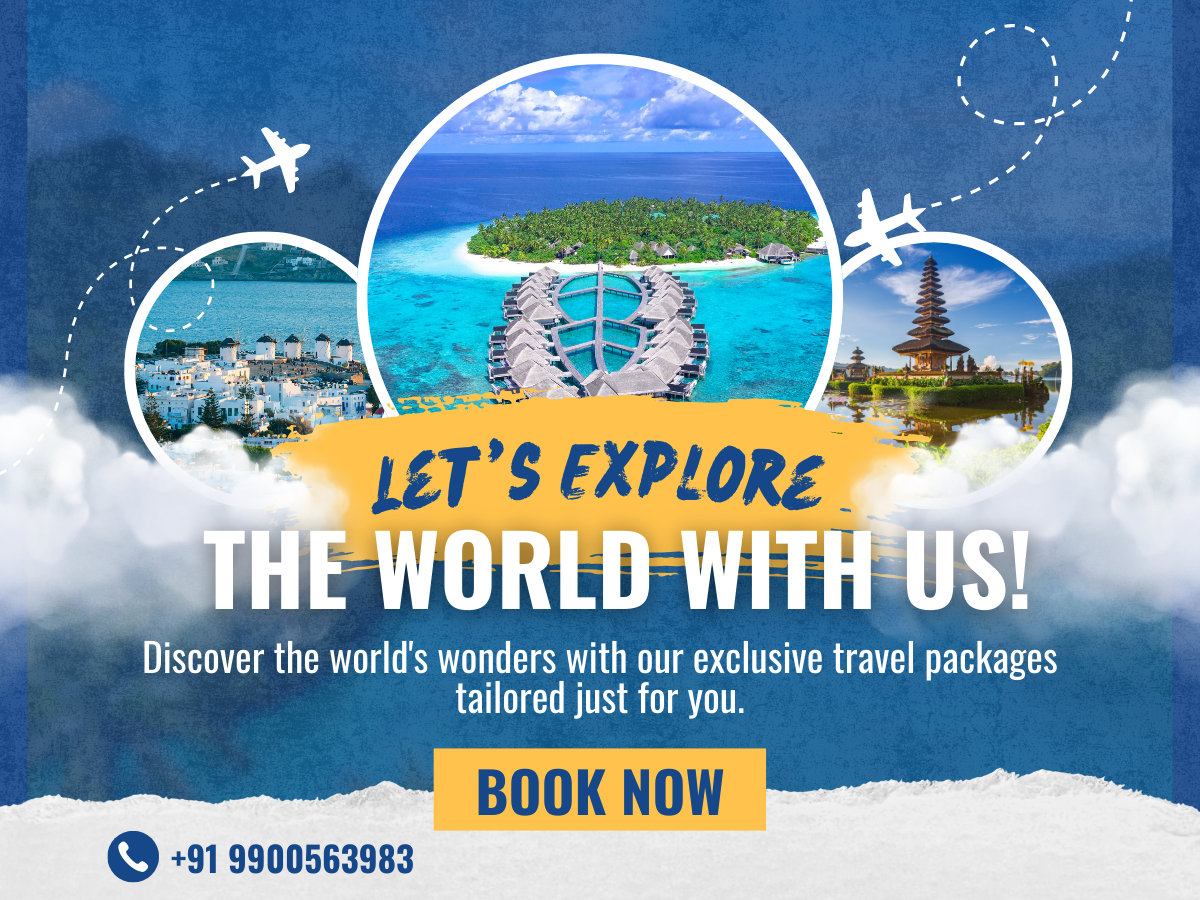 LET'S EXPLORE
THE WORLD WITH US!
Discover the world's wonders with our exclusive travel packages
tailored just for you.
BOOK NOW
+91 9900563983